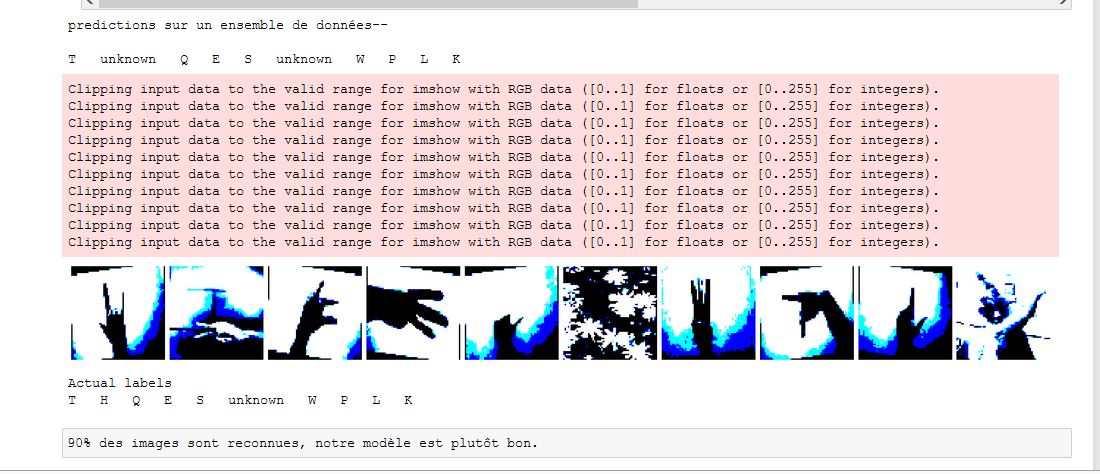 predictions sur un ensemble de données--
T unknown Q E S unknown W P L K
Clipping input data to the valid range for imshow with RGB data ([0..1] for floats or [0..255] for integers).
Clipping input data to the valid range for imshow with RGB data ([0..1] for floats or [0..255] for integers).
Clipping input data to the valid range for imshow with RGB data ([0..1] for floats or [0..255] for integers).
Clipping input data to the valid range for imshow with RGB data ([0..1] for floats or [0..255] for integers).
Clipping input data to the valid range for imshow with RGB data ([0..1] for floats or [0..255] for integers).
Clipping input data to the valid range for imshow with RGB data ([0..1] for floats or [0..255] for integers).
Clipping input data to the valid range for imshow with RGB data ([0..1] for floats or [0..255] for integers).
Clipping input data to the valid range for imshow with RGB data ([0..1] for floats or [0..255] for integers).
Clipping input data to the valid range for imshow with RGB data ([0..1] for floats or [0..255] for integers).
Clipping input data to the valid range for imshow with RGB data ([0..1] for floats or [0..255] for integers).
Actual labels
T H Q E S unknown W P L K
90% des images sont reconnues, notre modèle est plutôt bon.